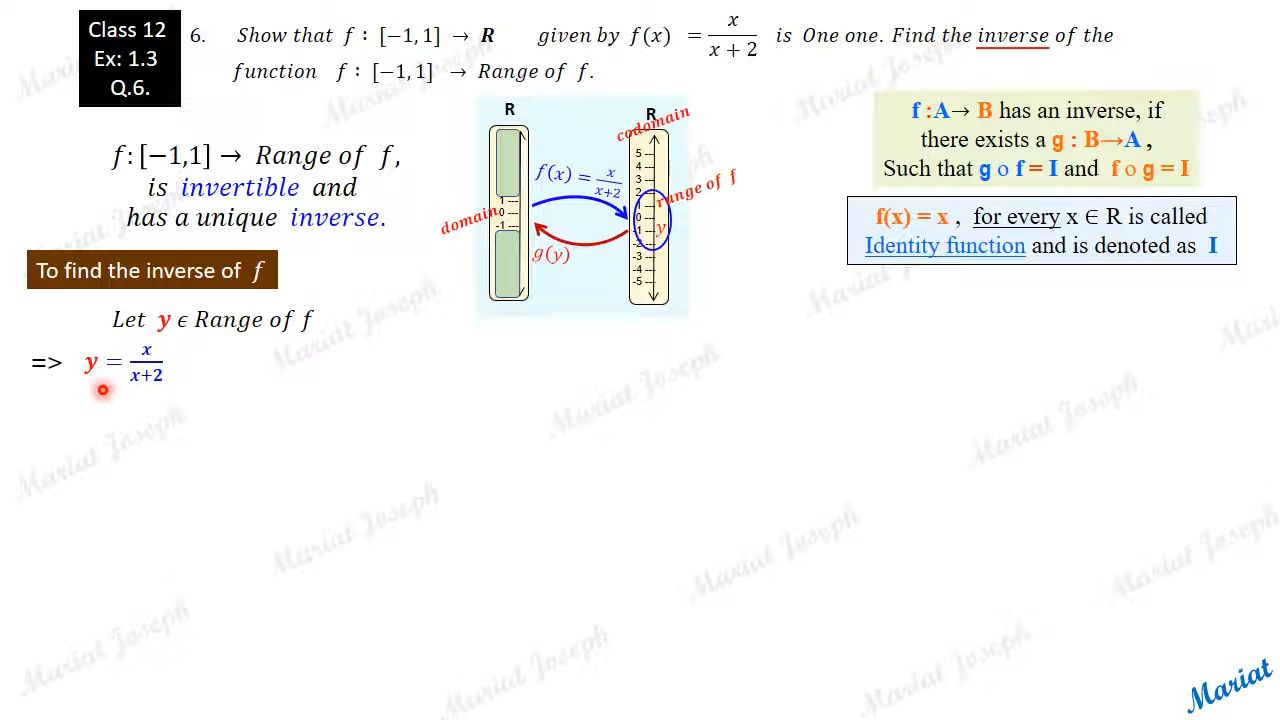 Class 12
Ex: 1.3
Q.6.
6. Show that f : [−1, 1] → R given by f(x) = x/(x + 2) is One one. Find the inverse of the
function f : [−1, 1] → Range of f.
f : [−1,1] → Range of f,
is invertible and
has a unique inverse.
To find the inverse of f
Let y ϵ Range of f
=> y = x/(x+2)
R
R
codomain
domain
range of f
f(x) = x/(x+2)
g(y)
y
1
0
-1
5
4
3
2
1
0
-1
-2
-3
-4
-5
f : A→ B has an inverse, if
there exists a g : B→A ,
Such that g o f = I and f o g = I
f(x) = x , for every x ∈ R is called
Identity function and is denoted as I
Mariat Joseph
Mariat